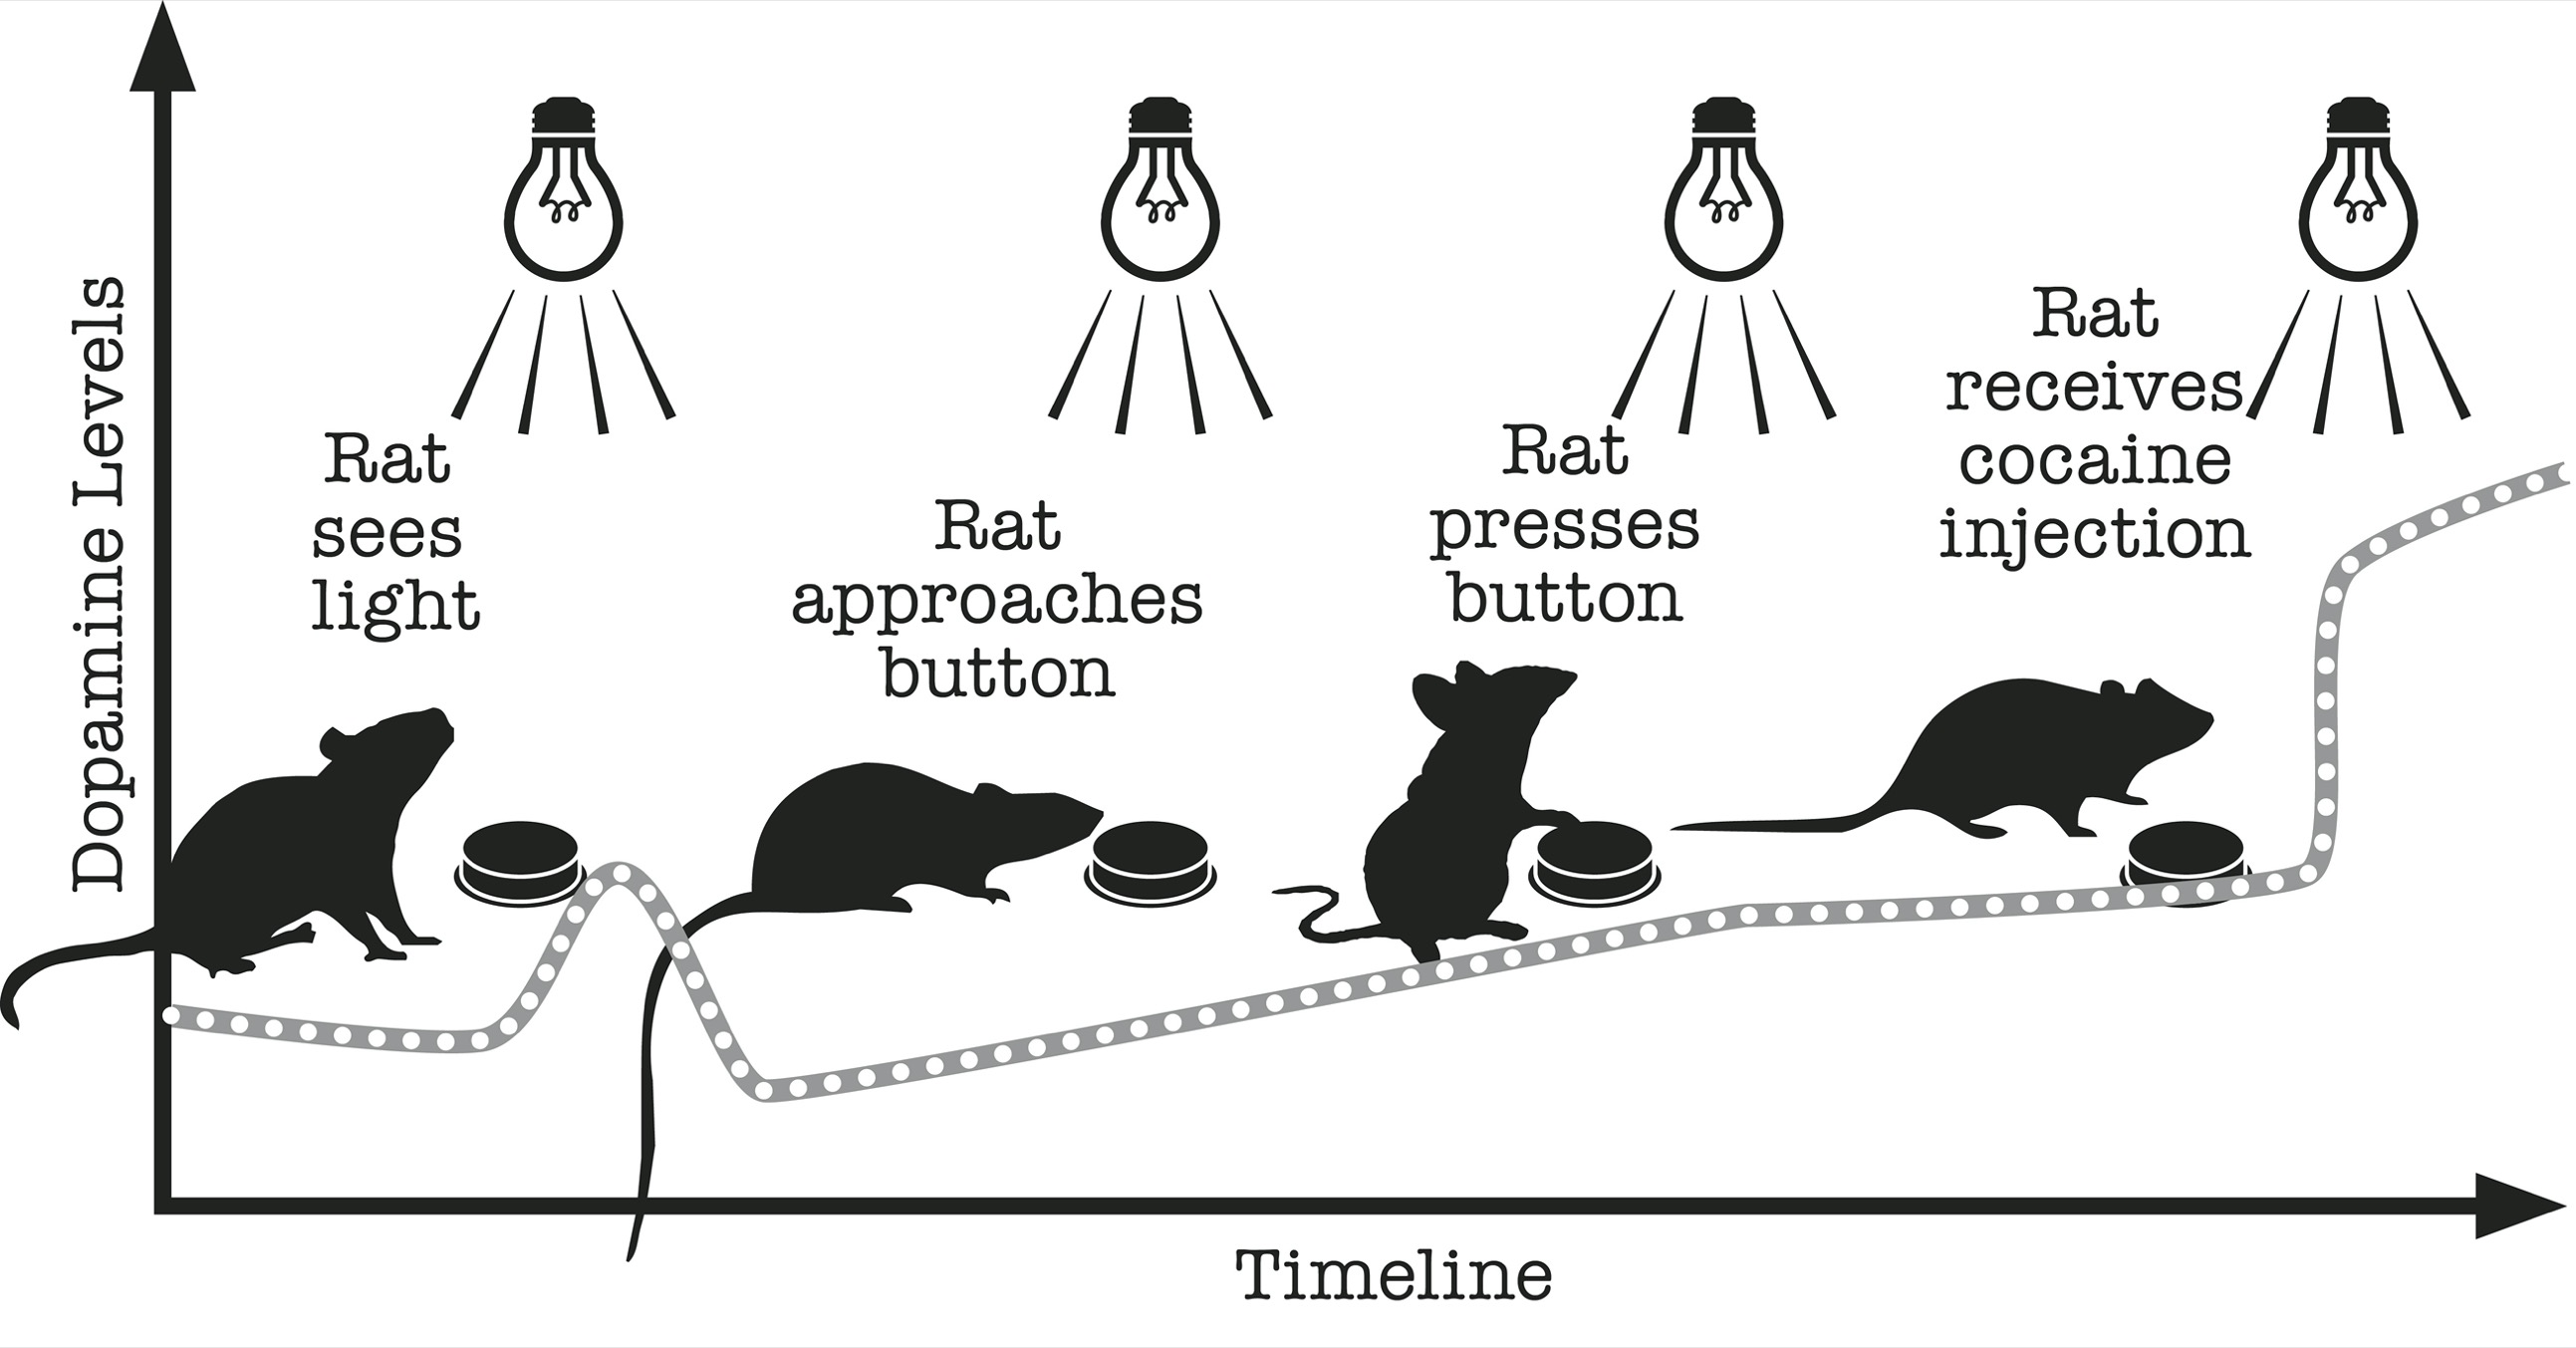 Dopamine Levels
Rat
sees
light
Rat
approaches
button
Rat
presses
button
Rat
receives
cocaine
injection
Timeline